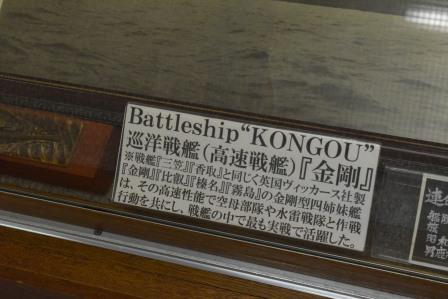 Battleship“KONGOU”
巡洋戦艦(高速戦艦)『金剛』
※戦艦『三笠』『香取』と同じく英国ヴィッカース社製
『金剛』『比叡』『榛名』『霧島』の金剛型四姉妹艦
は、その高速性能で空母部隊や水雷戦隊と作戦
行動を共にし、戦艦の中で最も実戦で活躍した。